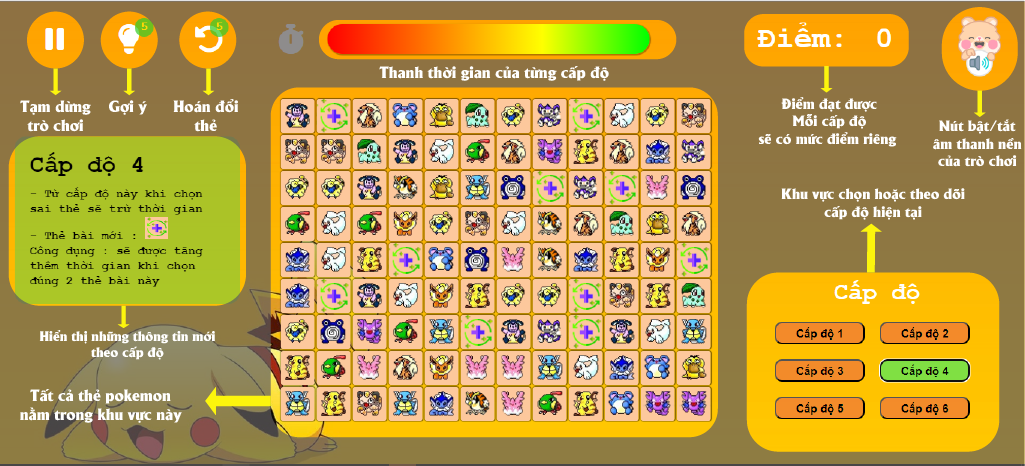 5
5
Điểm: 0
Thanh thời gian của từng cấp độ
Tạm dừng
trò chơi
Gợi ý
Hoán đổi
thẻ
Điểm đạt được
Mỗi cấp độ
sẽ có mức điểm riêng
Nút bật/tắt
âm thanh nền
của trò chơi
Cấp độ 4
- Từ cấp độ này khi chọn
sai thẻ sẽ trừ thời gian
- Thẻ bài mới :
Công dụng : sẽ được tăng
thêm thời gian khi chọn
đúng 2 thẻ bài này
Khu vực chọn hoặc theo dõi
cấp độ hiện tại
Hiển thị những thông tin mới
theo cấp độ
Tất cả thẻ pokemon
nằm trong khu vực này
Cấp độ
Cấp độ 1
Cấp độ 2
Cấp độ 3
Cấp độ 4
Cấp độ 5
Cấp độ 6